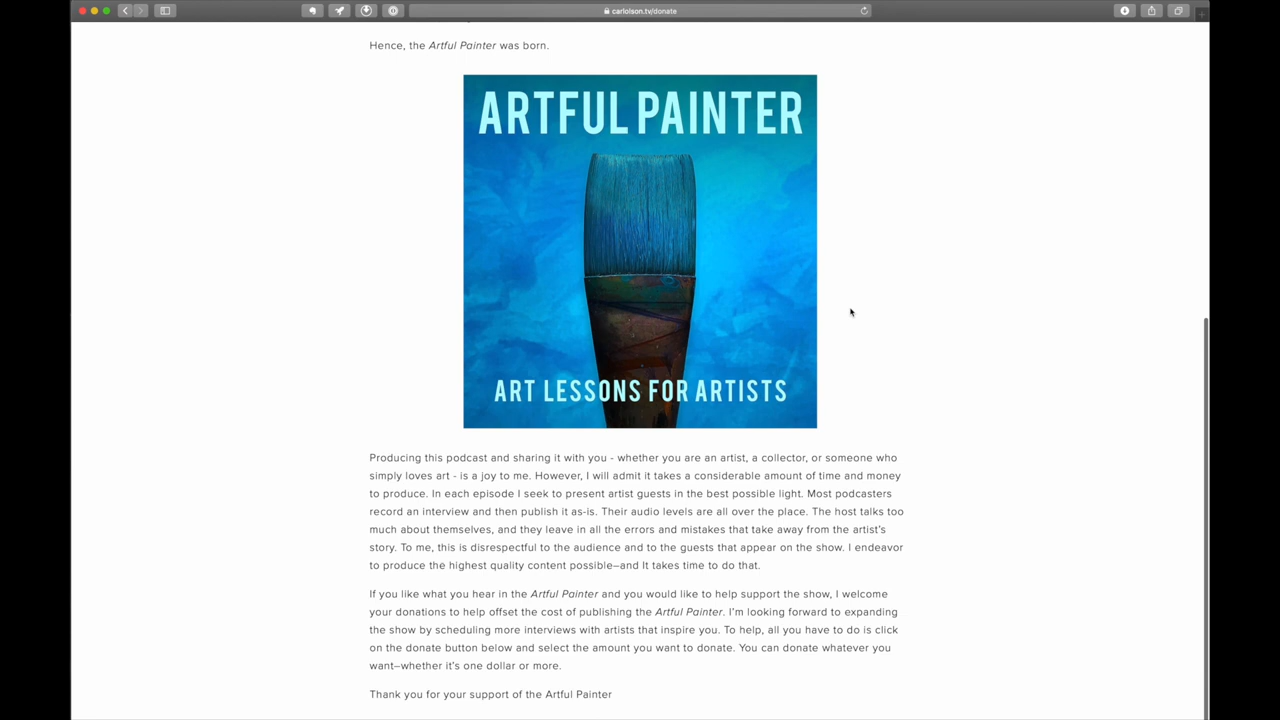 carlolson.tv/donate
Hence, the Artful Painter was born.
ARTFUL PAINTER
ART LESSONS FOR ARTISTS
Producing this podcast and sharing it with you - whether you are an artist, a collector, or someone who
simply loves art - is a joy to me. However, I will admit it takes a considerable amount of time and money
to produce. In each episode I seek to present artist guests in the best possible light. Most podcasters
record an interview and then publish it as-is. Their audio levels are all over the place. The host talks too
much about themselves, and they leave in all the errors and mistakes that take away from the artist's
story. To me, this is disrespectful to the audience and to the guests that appear on the show. I endeavor
to produce the highest quality content possible–and It takes time to do that.
If you like what you hear in the Artful Painter and you would like to help support the show, I welcome
your donations to help offset the cost of publishing the Artful Painter. I'm looking forward to expanding
the show by scheduling more interviews with artists that inspire you. To help, all you have to do is click
on the donate button below and select the amount you want to donate. You can donate whatever you
want–whether it's one dollar or more.
Thank you for your support of the Artful Painter